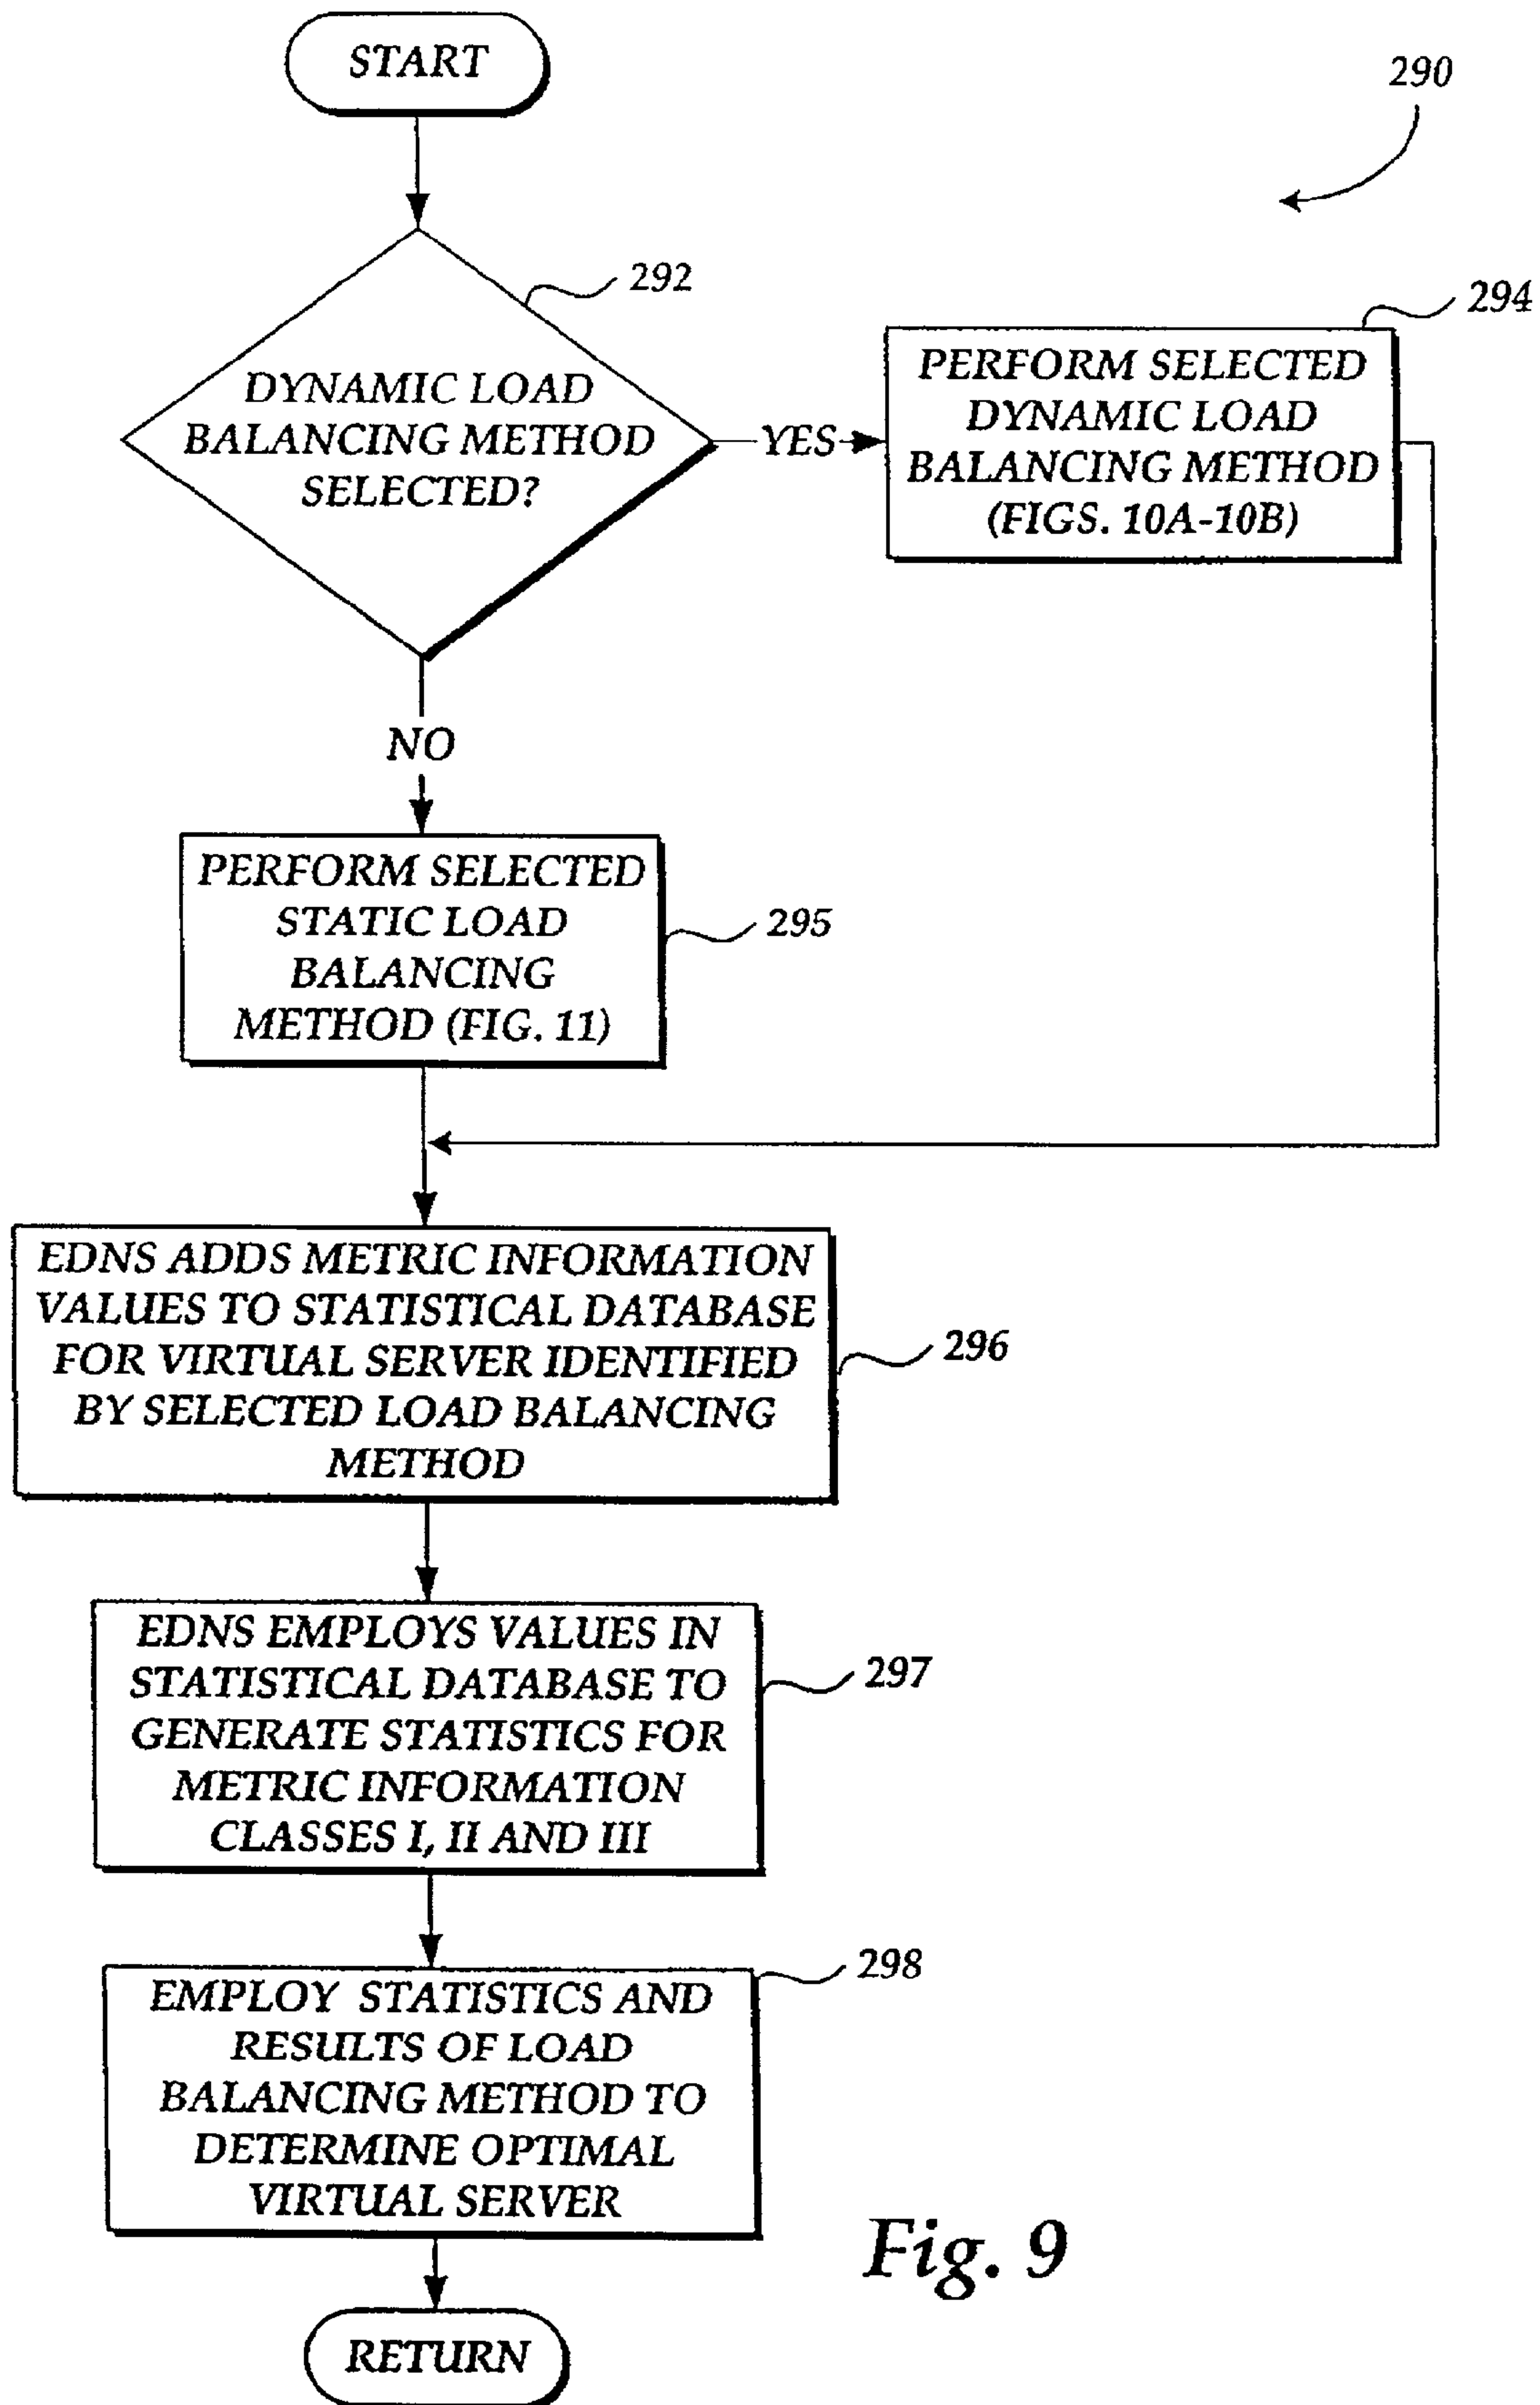 START
290
292
DYNAMIC LOAD
BALANCING METHOD
SELECTED?
YES
294
PERFORM SELECTED
DYNAMIC LOAD
BALANCING METHOD
(FIGS. 10A-10B)
NO
PERFORM SELECTED
STATIC LOAD
BALANCING
METHOD (FIG. 11)
295
EDNS ADDS METRIC INFORMATION
VALUES TO STATISTICAL DATABASE
FOR VIRTUAL SERVER IDENTIFIED
BY SELECTED LOAD BALANCING
METHOD
296
EDNS EMPLOYS VALUES IN
STATISTICAL DATABASE TO
GENERATE STATISTICS FOR
METRIC INFORMATION
CLASSES I, II AND III
297
EMPLOY STATISTICS AND
RESULTS OF LOAD
BALANCING METHOD TO
DETERMINE OPTIMAL
VIRTUAL SERVER
298
Fig. 9
RETURN